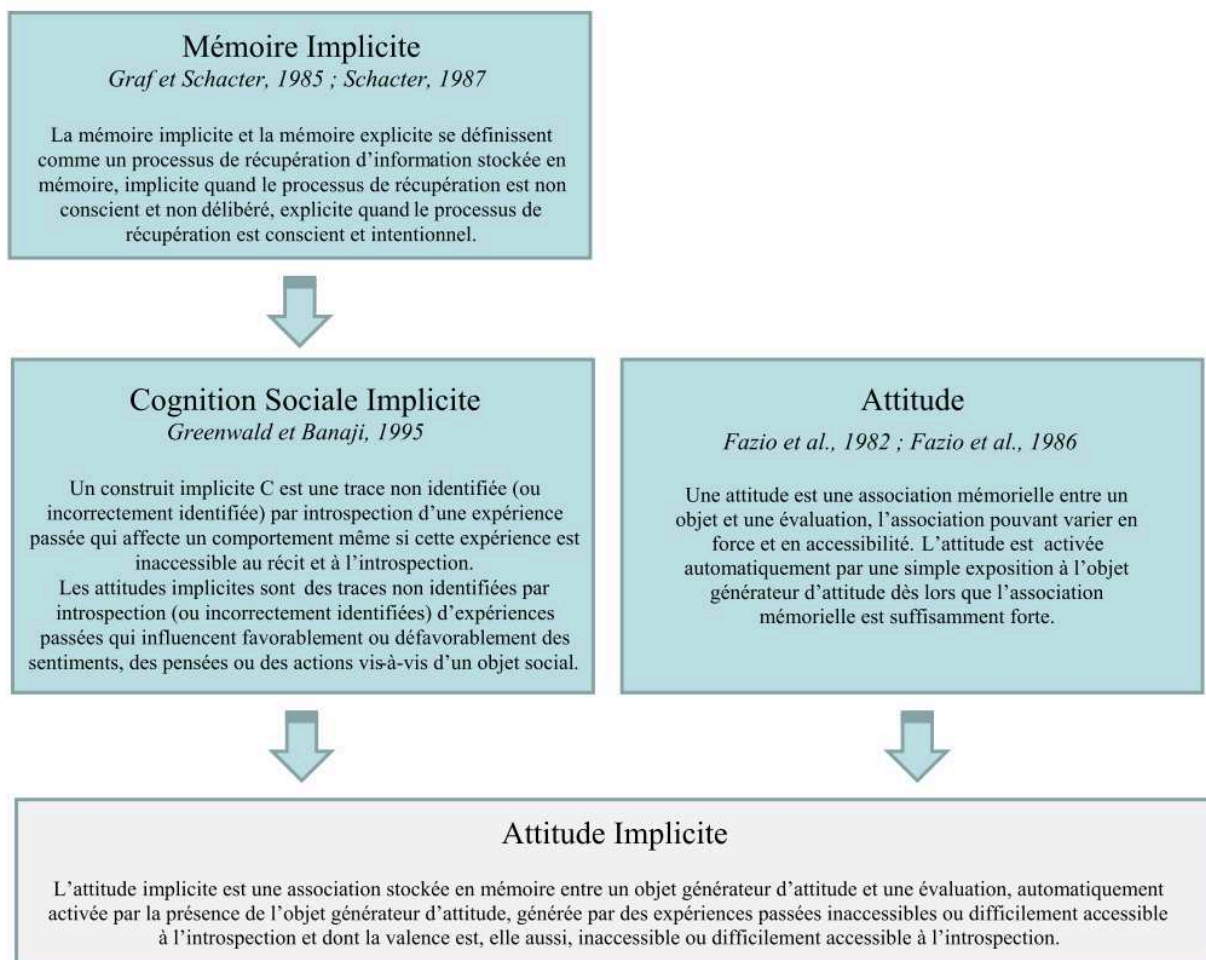 Mémoire Implicite
Graf et Schacter, 1985 ; Schacter, 1987
La mémoire implicite et la mémoire explicite se définissent
comme un processus de récupération d’information stockée en
mémoire, implicite quand le processus de récupération est non
conscient et non délibéré, explicite quand le processus de
récupération est conscient et intentionnel.
Cognition Sociale Implicite
Greenwald et Banaji, 1995
Un construit implicite C est une trace non identifiée (ou
incorrectement identifiée) par introspection d’une expérience
passée qui affecte un comportement même si cette expérience est
inaccessible au récit et à l’introspection.
Les attitudes implicites sont des traces non identifiées par
introspection (ou incorrectement identifiées) d’expériences
passées qui influencent favorablement ou défavorablement des
sentiments, des pensées ou des actions vis-à-vis d’un objet social.
Attitude
Fazio et al., 1982 ; Fazio et al., 1986
Une attitude est une association mémorielle entre un
objet et une évaluation, l’association pouvant varier en
force et en accessibilité. L’attitude est activée
automatiquement par une simple exposition à l’objet
générateur d’attitude dès lors que l’association
mémorielle est suffisamment forte.
Attitude Implicite
L’attitude implicite est une association stockée en mémoire entre un objet générateur d’attitude et une évaluation, automatiquement
activée par la présence de l’objet générateur d’attitude, générée par des expériences passées inaccessibles ou difficilement accessible
à l’introspection et dont la valence est, elle aussi, inaccessible ou difficilement accessible à l’introspection.